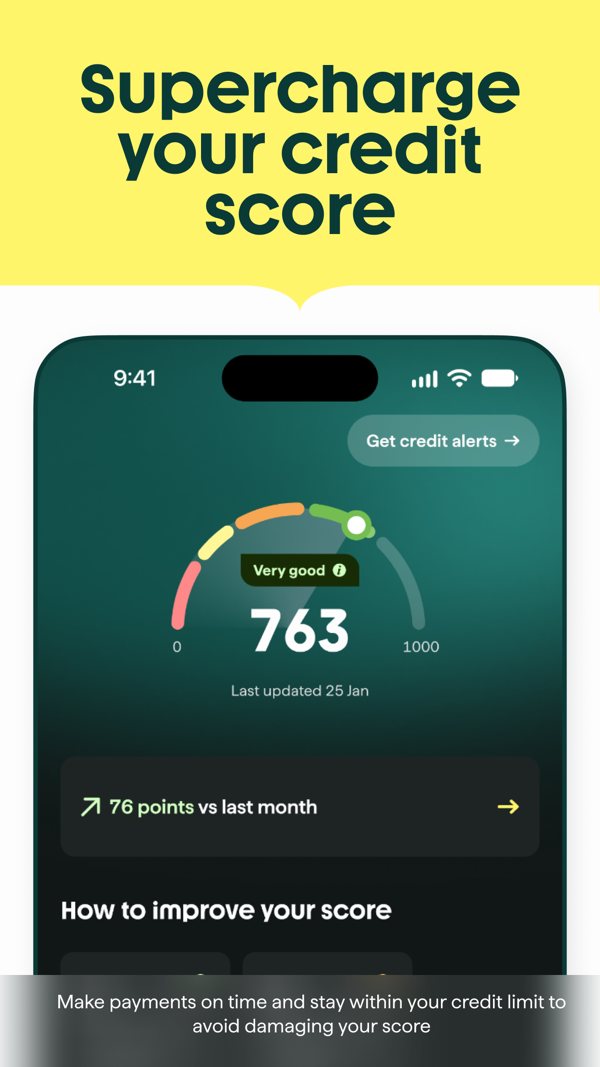 Supercharge
your credit
score
9:41
Get credit alerts →
Very good i
763
0
1000
Last updated 25 Jan
76 points vs last month
How to improve your score
Make payments on time and stay within your credit limit to
avoid damaging your score